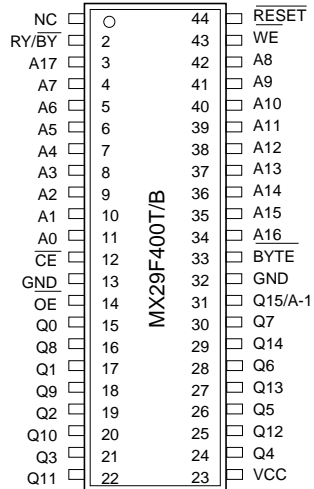 NC 44 RESET
RY/BY 2 43 WE
A17 3 42 A8
A7 4 41 A9
A6 5 40 A10
A5 6 39 A11
A4 7 38 A12
A3 8 37 A13
A2 9 36 A14
A1 10 35 A15
A0 11 34 A16
CE 12 33 BYTE
GND 13 32 GND
OE 14 31 Q15/A-1
Q0 15 30 Q7
Q8 16 29 Q14
Q1 17 28 Q6
Q9 18 27 Q13
Q2 19 26 Q5
Q10 20 25 Q12
Q3 21 24 Q4
Q11 22 23 VCC
MX29F400T/B